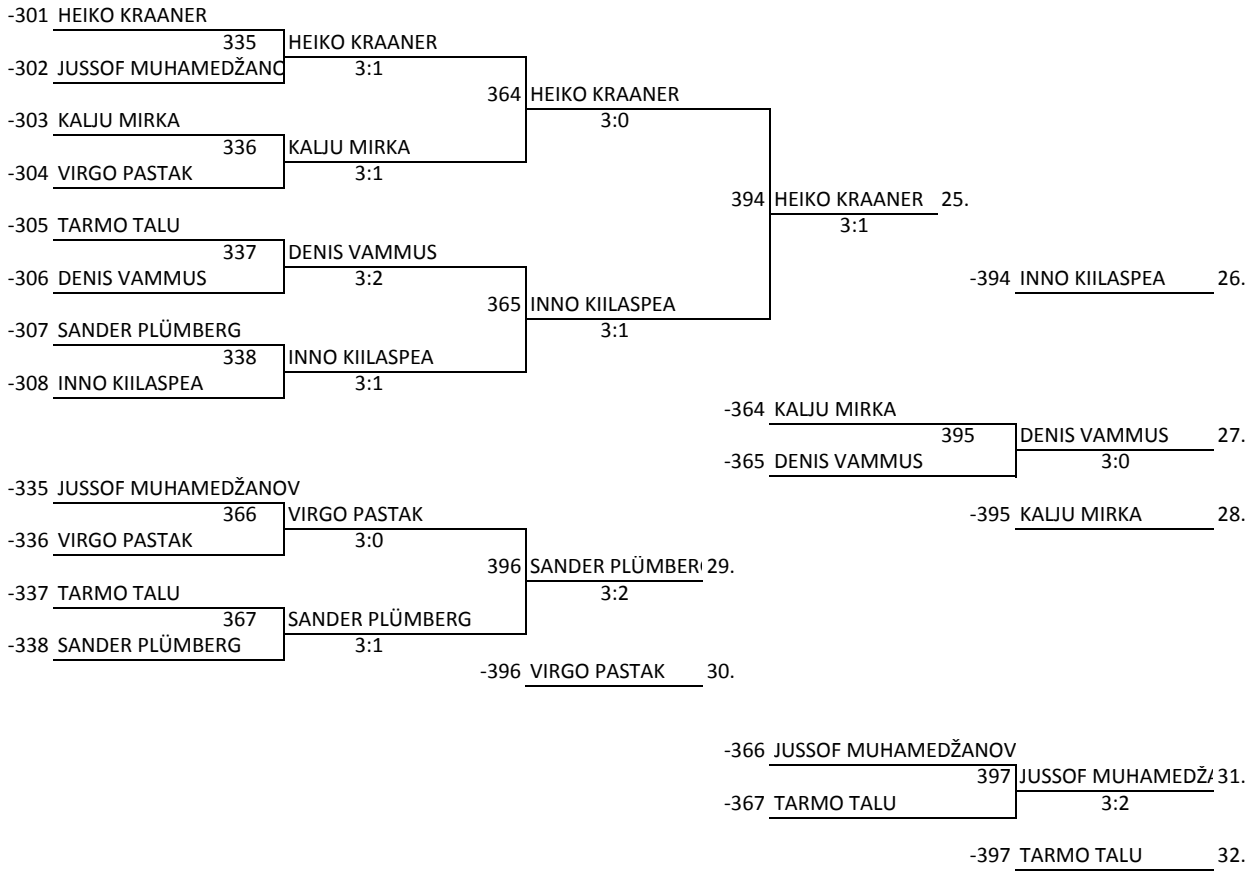 -301 HEIKO KRAANER
335 HEIKO KRAANER
-302 JUSSOF MUHAMEDŽANO 3:1
364 HEIKO KRAANER
-303 KALJU MIRKA 3:0
336 KALJU MIRKA
-304 VIRGO PASTAK 3:1
394 HEIKO KRAANER 25.
-305 TARMO TALU 3:1
337 DENIS VAMMUS
-306 DENIS VAMMUS 3:2 -394 INNO KIILASPEA 26.
365 INNO KIILASPEA
-307 SANDER PLÜMBERG 3:1
338 INNO KIILASPEA
-308 INNO KIILASPEA 3:1
-364 KALJU MIRKA
395 DENIS VAMMUS 27.
-365 DENIS VAMMUS 3:0
-335 JUSSOF MUHAMEDŽANOV
366 VIRGO PASTAK -395 KALJU MIRKA 28.
-336 VIRGO PASTAK 3:0
396 SANDER PLÜMBER 29.
-337 TARMO TALU 3:2
367 SANDER PLÜMBERG
-338 SANDER PLÜMBERG 3:1
-396 VIRGO PASTAK 30.
-366 JUSSOF MUHAMEDŽANOV
397 JUSSOF MUHAMEDŽ 31.
-367 TARMO TALU 3:2
-397 TARMO TALU 32.